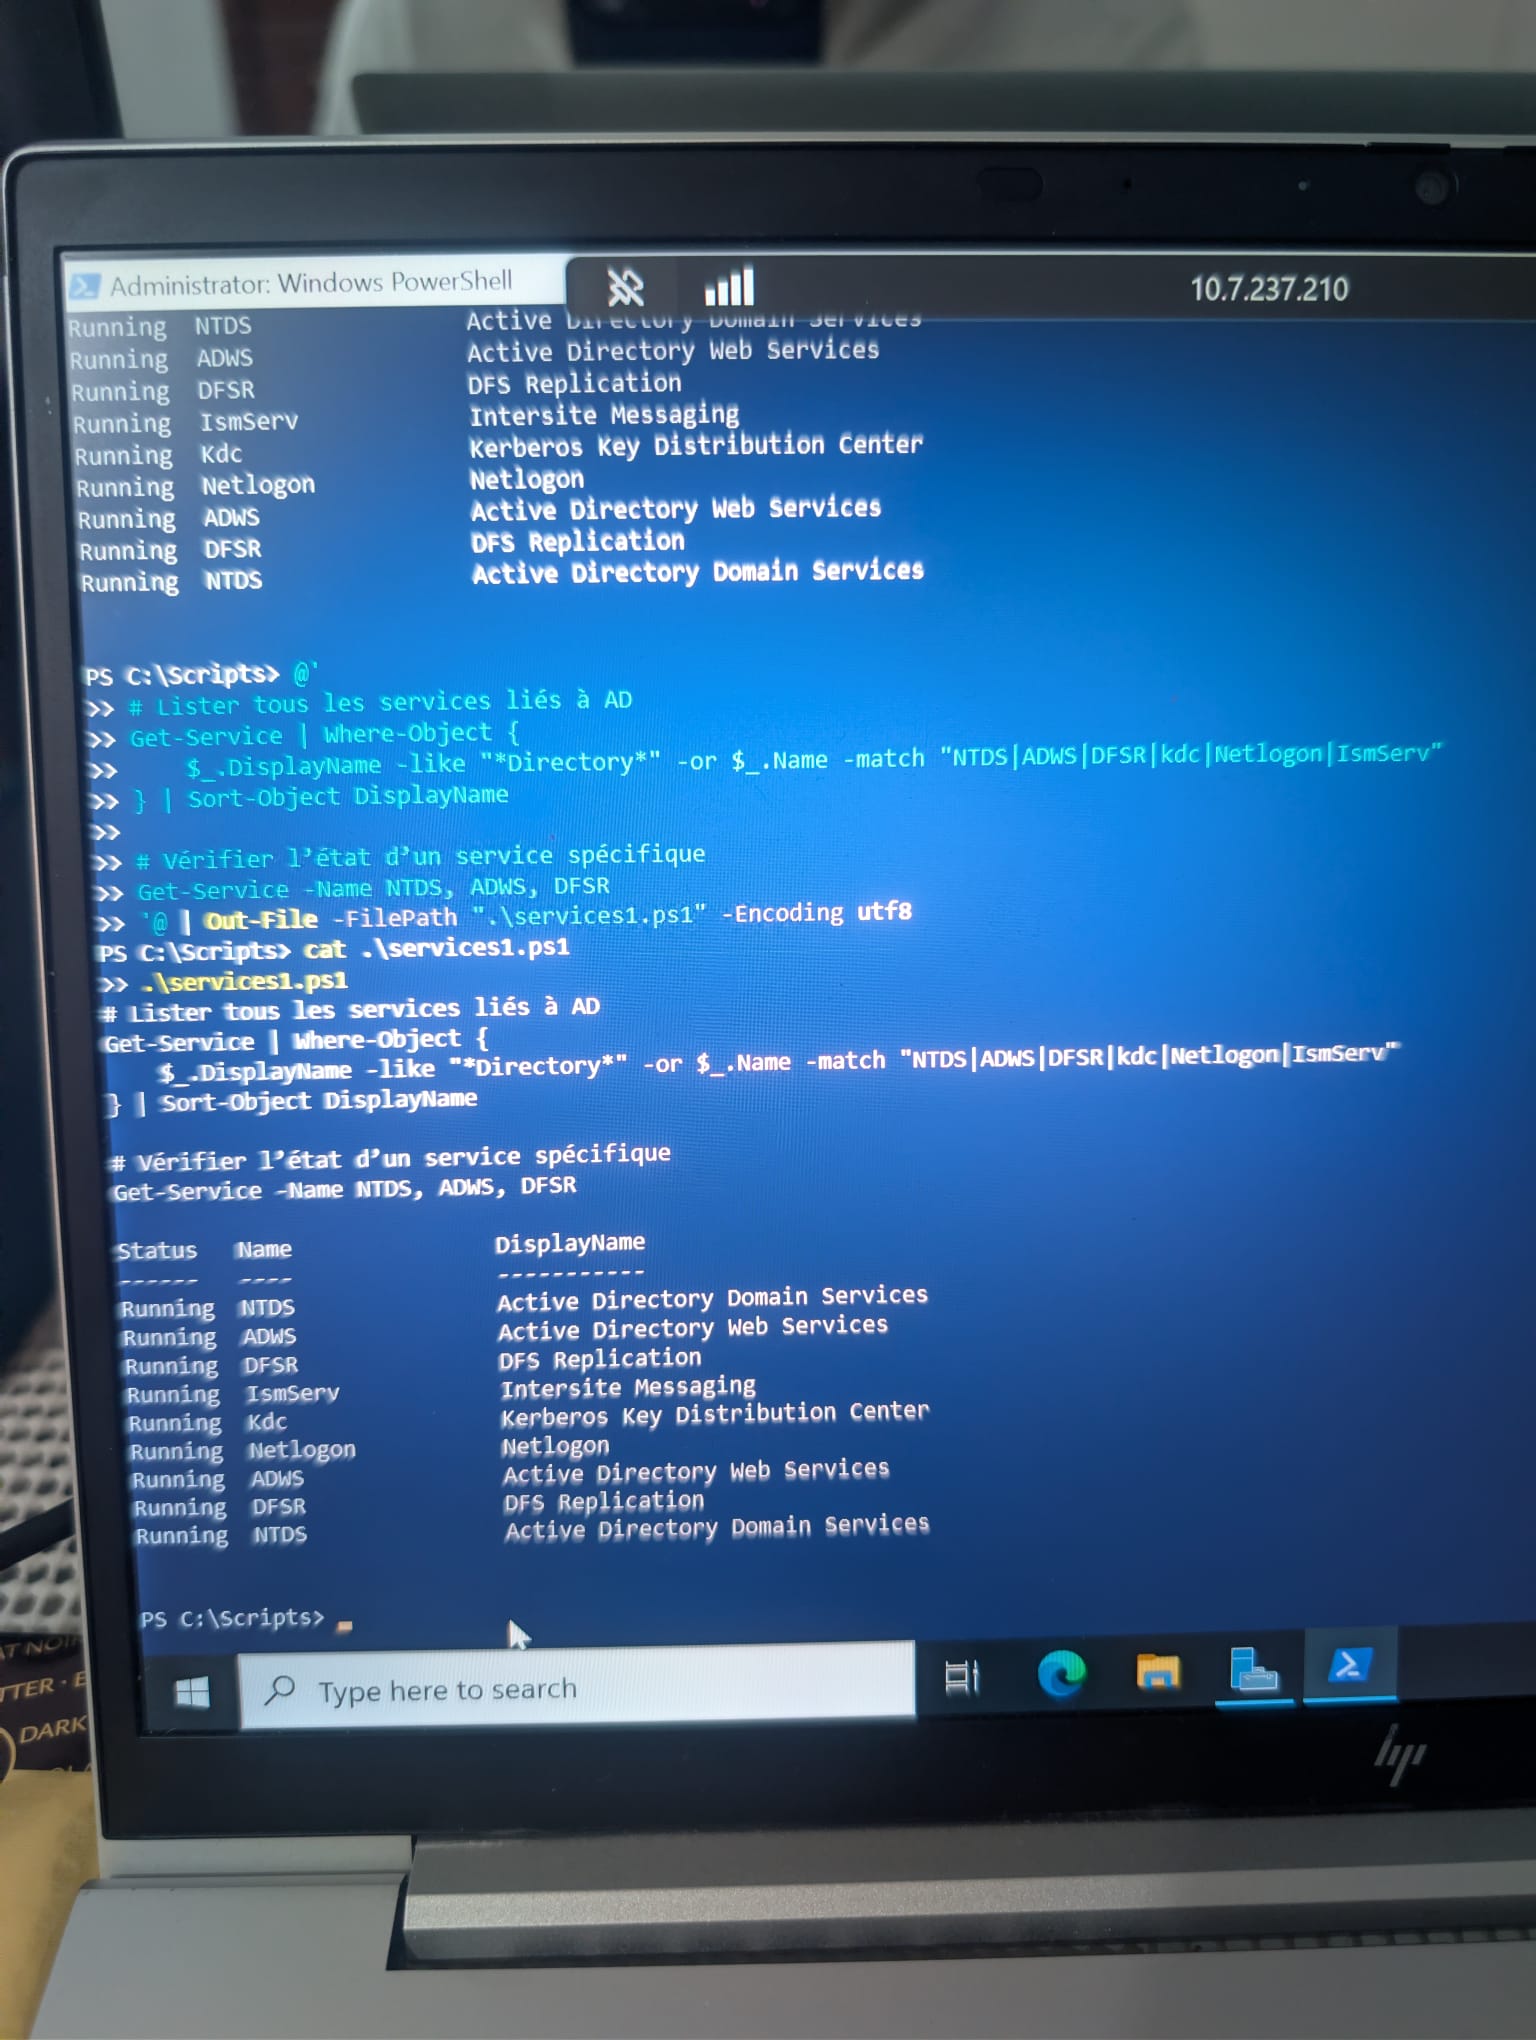 Administrator: Windows PowerShell
10.7.237.210
Running NTDS Active Directory Domain Services
Running ADWS Active Directory Web Services
Running DFSR DFS Replication
Running IsmServ Intersite Messaging
Running Kdc Kerberos Key Distribution Center
Running Netlogon Netlogon
Running ADWS Active Directory Web Services
Running DFSR DFS Replication
Running NTDS Active Directory Domain Services
PS C:\Scripts> @'
>> # Lister tous les services liés à AD
>> Get-Service | Where-Object {
>>     $_.DisplayName -like "*Directory*" -or $_.Name -match "NTDS|ADWS|DFSR|kdc|Netlogon|IsmServ"
>> } | Sort-Object DisplayName
>>
>> # Vérifier l’état d’un service spécifique
>> Get-Service -Name NTDS, ADWS, DFSR
>> '@ | Out-File -FilePath ".\services1.ps1" -Encoding utf8
PS C:\Scripts> cat .\services1.ps1
>> .\services1.ps1
# Lister tous les services liés à AD
Get-Service | Where-Object {
    $_.DisplayName -like "*Directory*" -or $_.Name -match "NTDS|ADWS|DFSR|kdc|Netlogon|IsmServ"
} | Sort-Object DisplayName
# Vérifier l’état d’un service spécifique
Get-Service -Name NTDS, ADWS, DFSR
Status Name DisplayName
------ ---- -----------
Running NTDS Active Directory Domain Services
Running ADWS Active Directory Web Services
Running DFSR DFS Replication
Running IsmServ Intersite Messaging
Running Kdc Kerberos Key Distribution Center
Running Netlogon Netlogon
Running ADWS Active Directory Web Services
Running DFSR DFS Replication
Running NTDS Active Directory Domain Services
PS C:\Scripts>
Type here to search
hp
DARK